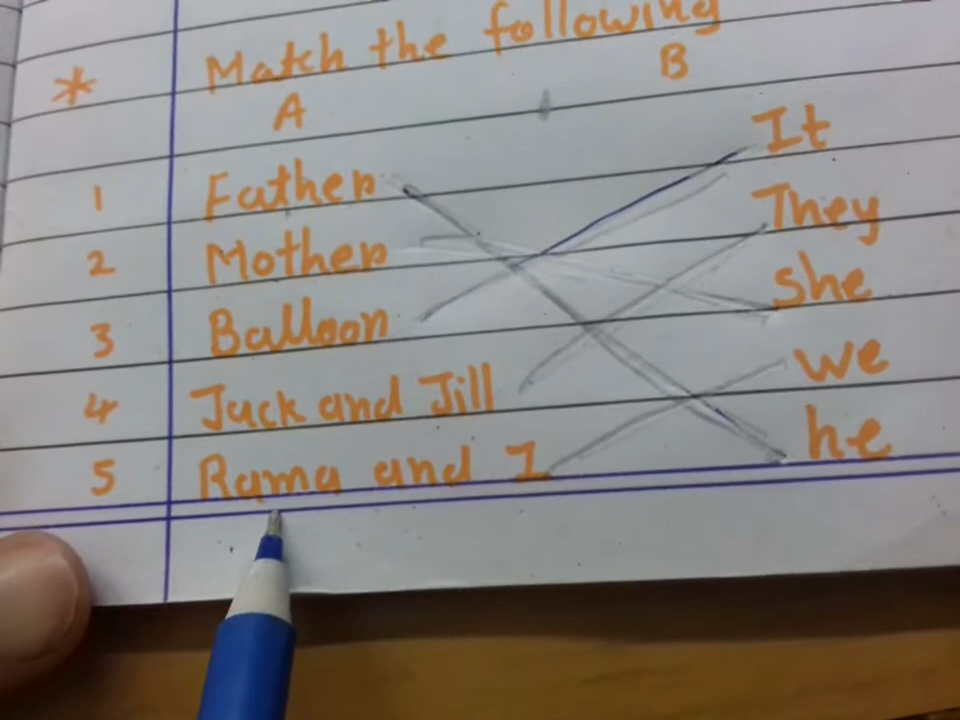 * Match the following
A B
1 Father It
2 Mother They
3 Balloon She
4 Jack and Jill we
5 Rama and I he